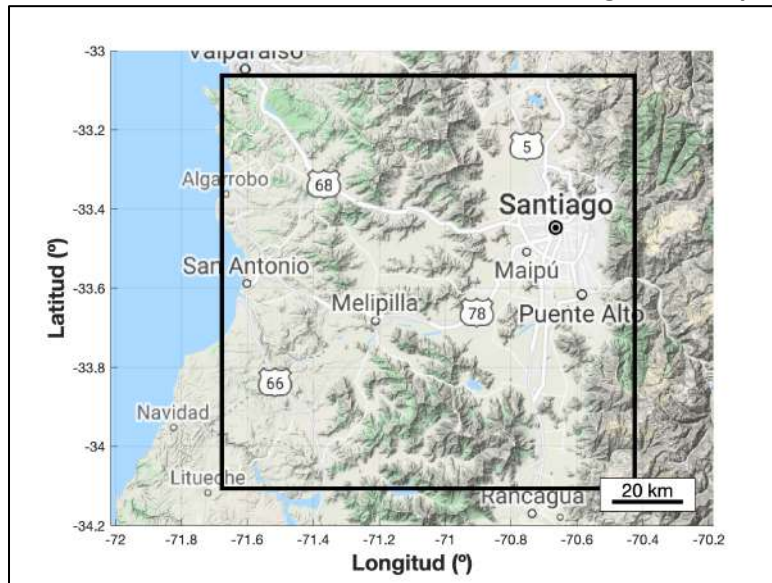 -33
Valparaíso
-33.2
5
Algarrobo
68
-33.4
Santiago
San Antonio
Maipú
-33.6
Melipilla
78
Puente Alto
Latitud (º)
-33.8
66
Navidad
-34
Litueche
20 km
Rancagua
-34.2
-72
-71.8
-71.6
-71.4
-71.2
-71
-70.8
-70.6
-70.4
-70.2
Longitud (º)